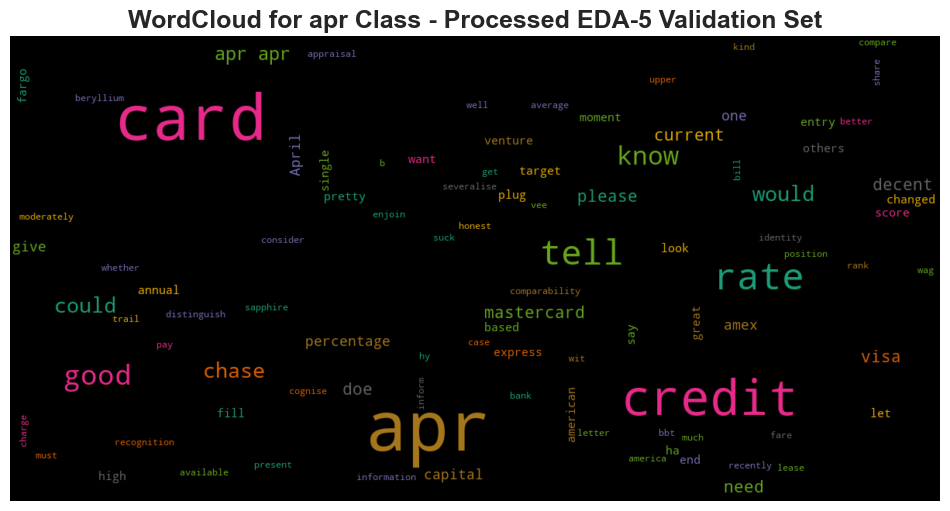 WordCloud for apr Class - Processed EDA-5 Validation Set
compare
kind
apr apr
appraisal
share
fargo
upper
beryllium
card
well
average
moment
one
entry
better
current
April
venture
others
know
single
b
want
bill
get
target
decent
severalise
pretty
plug
please
would
changed
vee
score
moderately
enjoin
honest
give
consider
suck
tell
look
identity
position
whether
rate
rank
wag
annual
comparability
could
sapphire
trail
distinguish
mastercard
based
say
great
amex
percentage
pay
case
express
hy
wit
visa
good
chase
cognise
doe
inform
bank
american
credit
let
fill
apr
charge
letter
bbt
much
fare
recognition
must
ha
america
end
recently
lease
high
available
present
information
capital
need